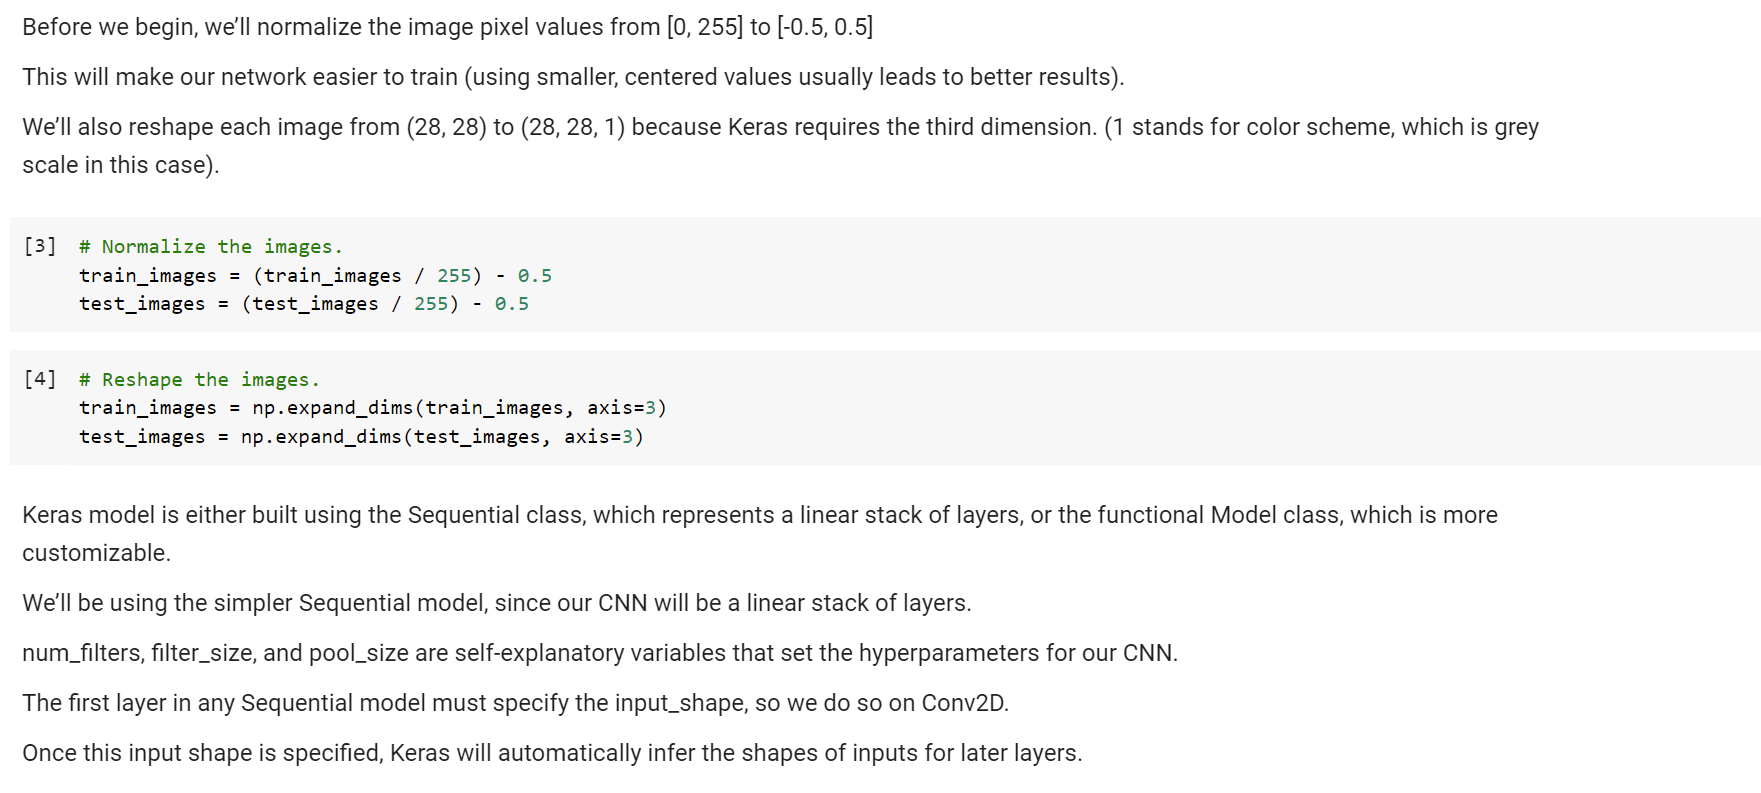 Before we begin, we'll normalize the image pixel values from [0, 255] to [-0.5, 0.5]
This will make our network easier to train (using smaller, centered values usually leads to better results).
We'll also reshape each image from (28, 28) to (28, 28, 1) because Keras requires the third dimension. (1 stands for color scheme, which is grey
scale in this case).
[3] # Normalize the images.
train_images = (train_images / 255) - 0.5
test_images = (test_images / 255) - 0.5
[4] # Reshape the images.
train_images = np.expand_dims(train_images, axis=3)
test_images = np.expand_dims(test_images, axis=3)
Keras model is either built using the Sequential class, which represents a linear stack of layers, or the functional Model class, which is more
customizable.
We'll be using the simpler Sequential model, since our CNN will be a linear stack of layers.
num_filters, filter_size, and pool_size are self-explanatory variables that set the hyperparameters for our CNN.
The first layer in any Sequential model must specify the input_shape, so we do so on Conv2D.
Once this input shape is specified, Keras will automatically infer the shapes of inputs for later layers.